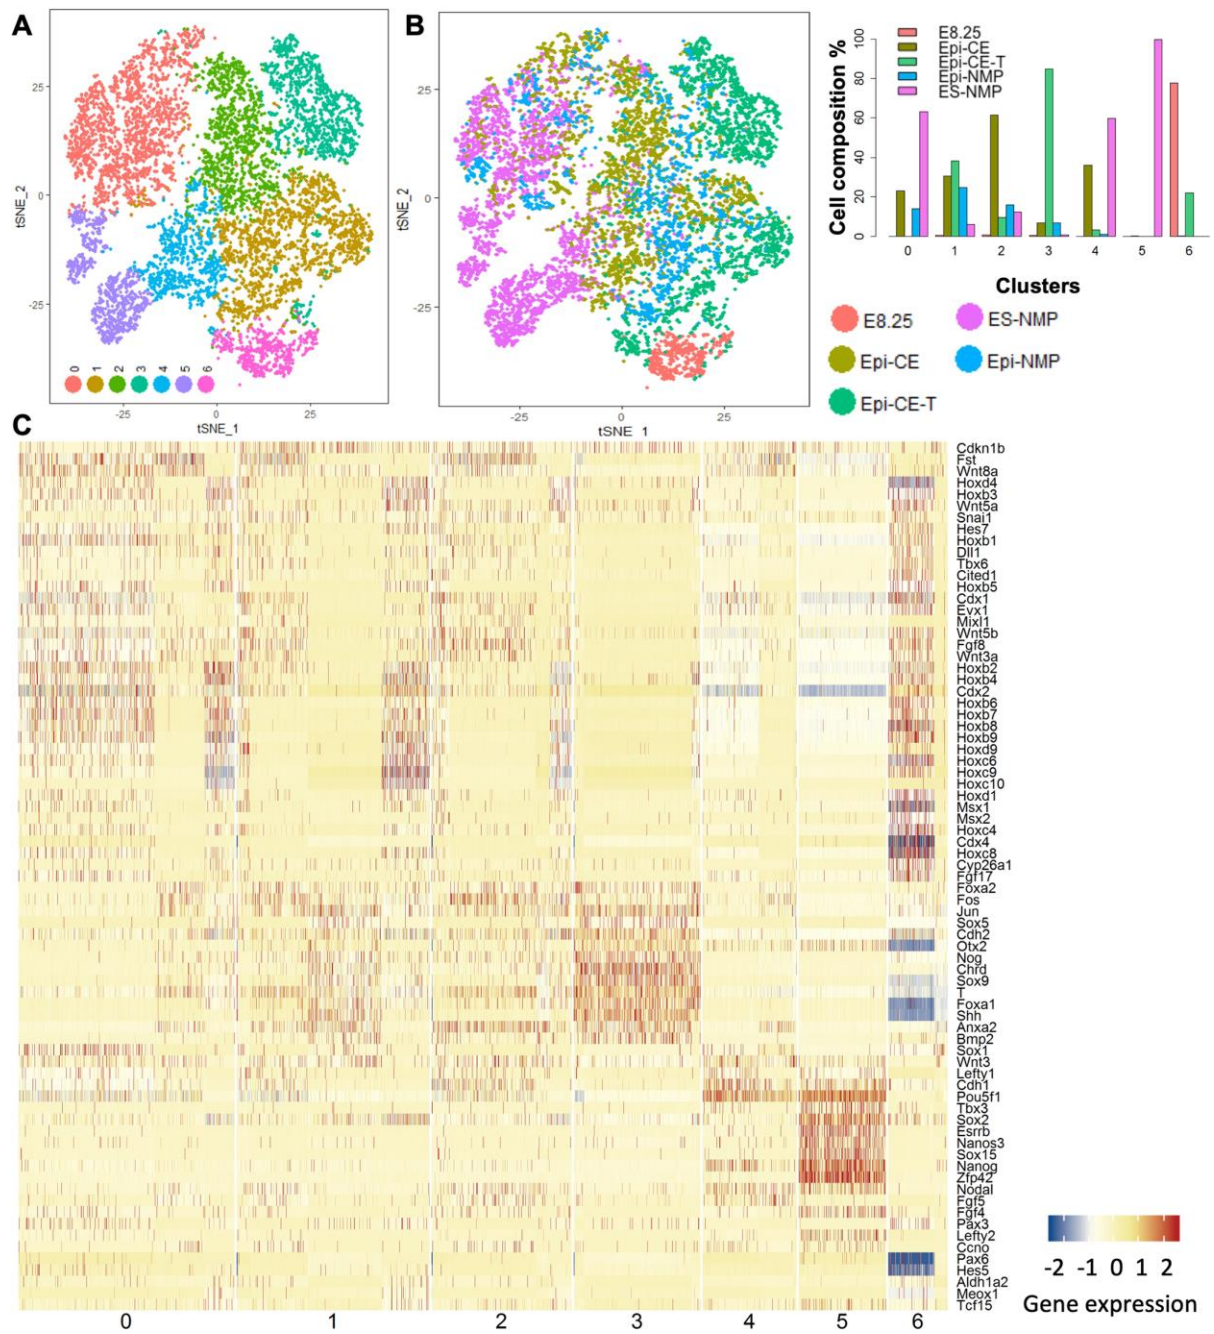 A
25
0
-25
tSNE_2
0 1 2 3 4 5 6
-25 0 25
tSNE_1
B
25
0
-25
tSNE_2
-25 0 25
tSNE_1
E8.25
Epi-CE
Epi-CE-T
Epi-NMP
ES-NMP
Cell composition %
100
80
60
40
20
0
0 1 2 3 4 5 6
Clusters
E8.25
ES-NMP
Epi-CE
Epi-NMP
Epi-CE-T
C
Cdkn1b
Fst
Wnt8a
Hoxd4
Hoxb3
Wnt5a
Snai1
Hes7
Hoxb1
Dll1
Tbx6
Cited1
Hoxb5
Cdx1
Evx1
Mixl1
Wnt5b
Fgf8
Wnt3a
Hoxb2
Hoxb4
Cdx2
Hoxb6
Hoxb7
Hoxb8
Hoxb9
Hoxd9
Hoxc6
Hoxc9
Hoxc10
Hoxd1
Msx1
Msx2
Hoxc4
Cdx4
Hoxc8
Cyp26a1
Fgf17
Foxa2
Fos
Jun
Sox5
Cdh2
Otx2
Nog
Chrd
Sox9
T
Foxa1
Shh
Anxa2
Bmp2
Sox1
Wnt3
Lefty1
Cdh1
Pou5f1
Tbx3
Sox2
Esrrb
Nanos3
Sox15
Nanog
Zfp42
Nodal
Fgf5
Fgf4
Pax3
Lefty2
Ccno
Pax6
Hes5
Aldh1a2
Meox1
Tcf15
0 1 2 3 4 5 6
-2 -1 0 1 2
Gene expression